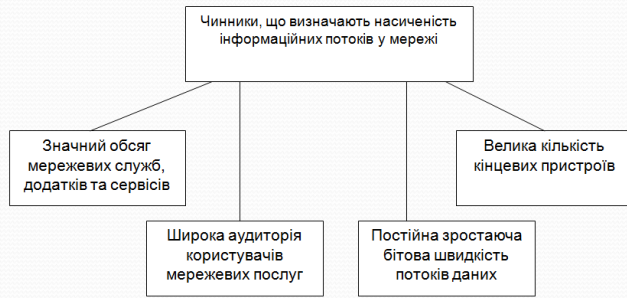 Чинники, що визначають насиченість
інформаційних потоків у мережі
Значний обсяг
мережевих служб,
додатків та сервісів
Широка аудиторія
користувачів
мережевих послуг
Постійна зростаюча
бітова швидкість
потоків даних
Велика кількість
кінцевих пристроїв